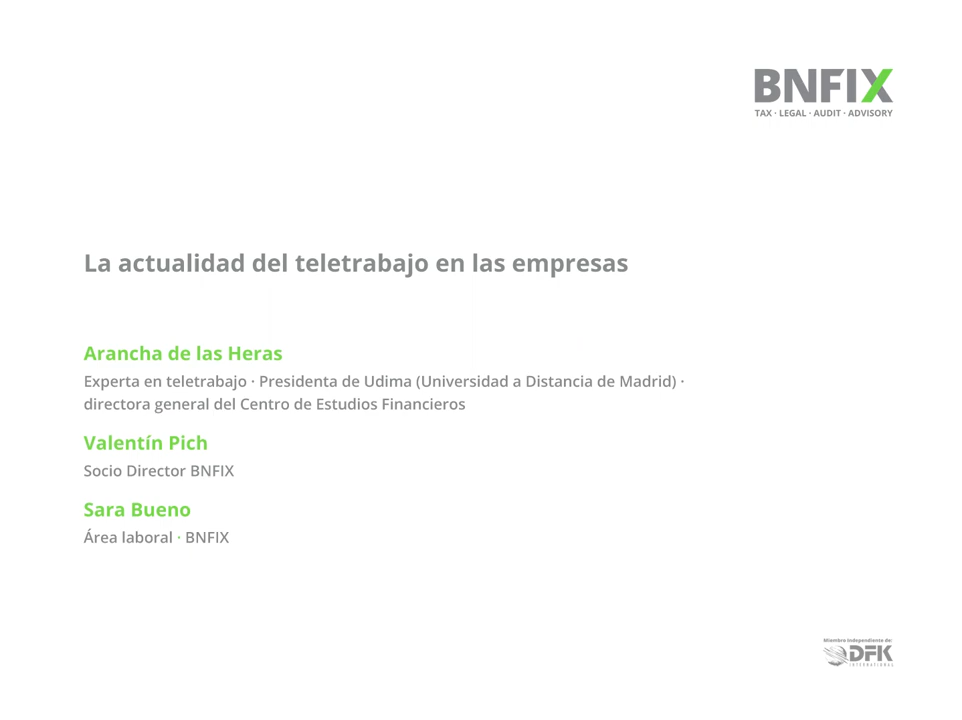 BNFIX
TAX · LEGAL · AUDIT · ADVISORY
La actualidad del teletrabajo en las empresas
Arancha de las Heras
Experta en teletrabajo · Presidenta de Udima (Universidad a Distancia de Madrid) ·
directora general del Centro de Estudios Financieros
Valentín Pich
Socio Director BNFIX
Sara Bueno
Área laboral · BNFIX
Miembro independiente de:
DFK
INTERNATIONAL